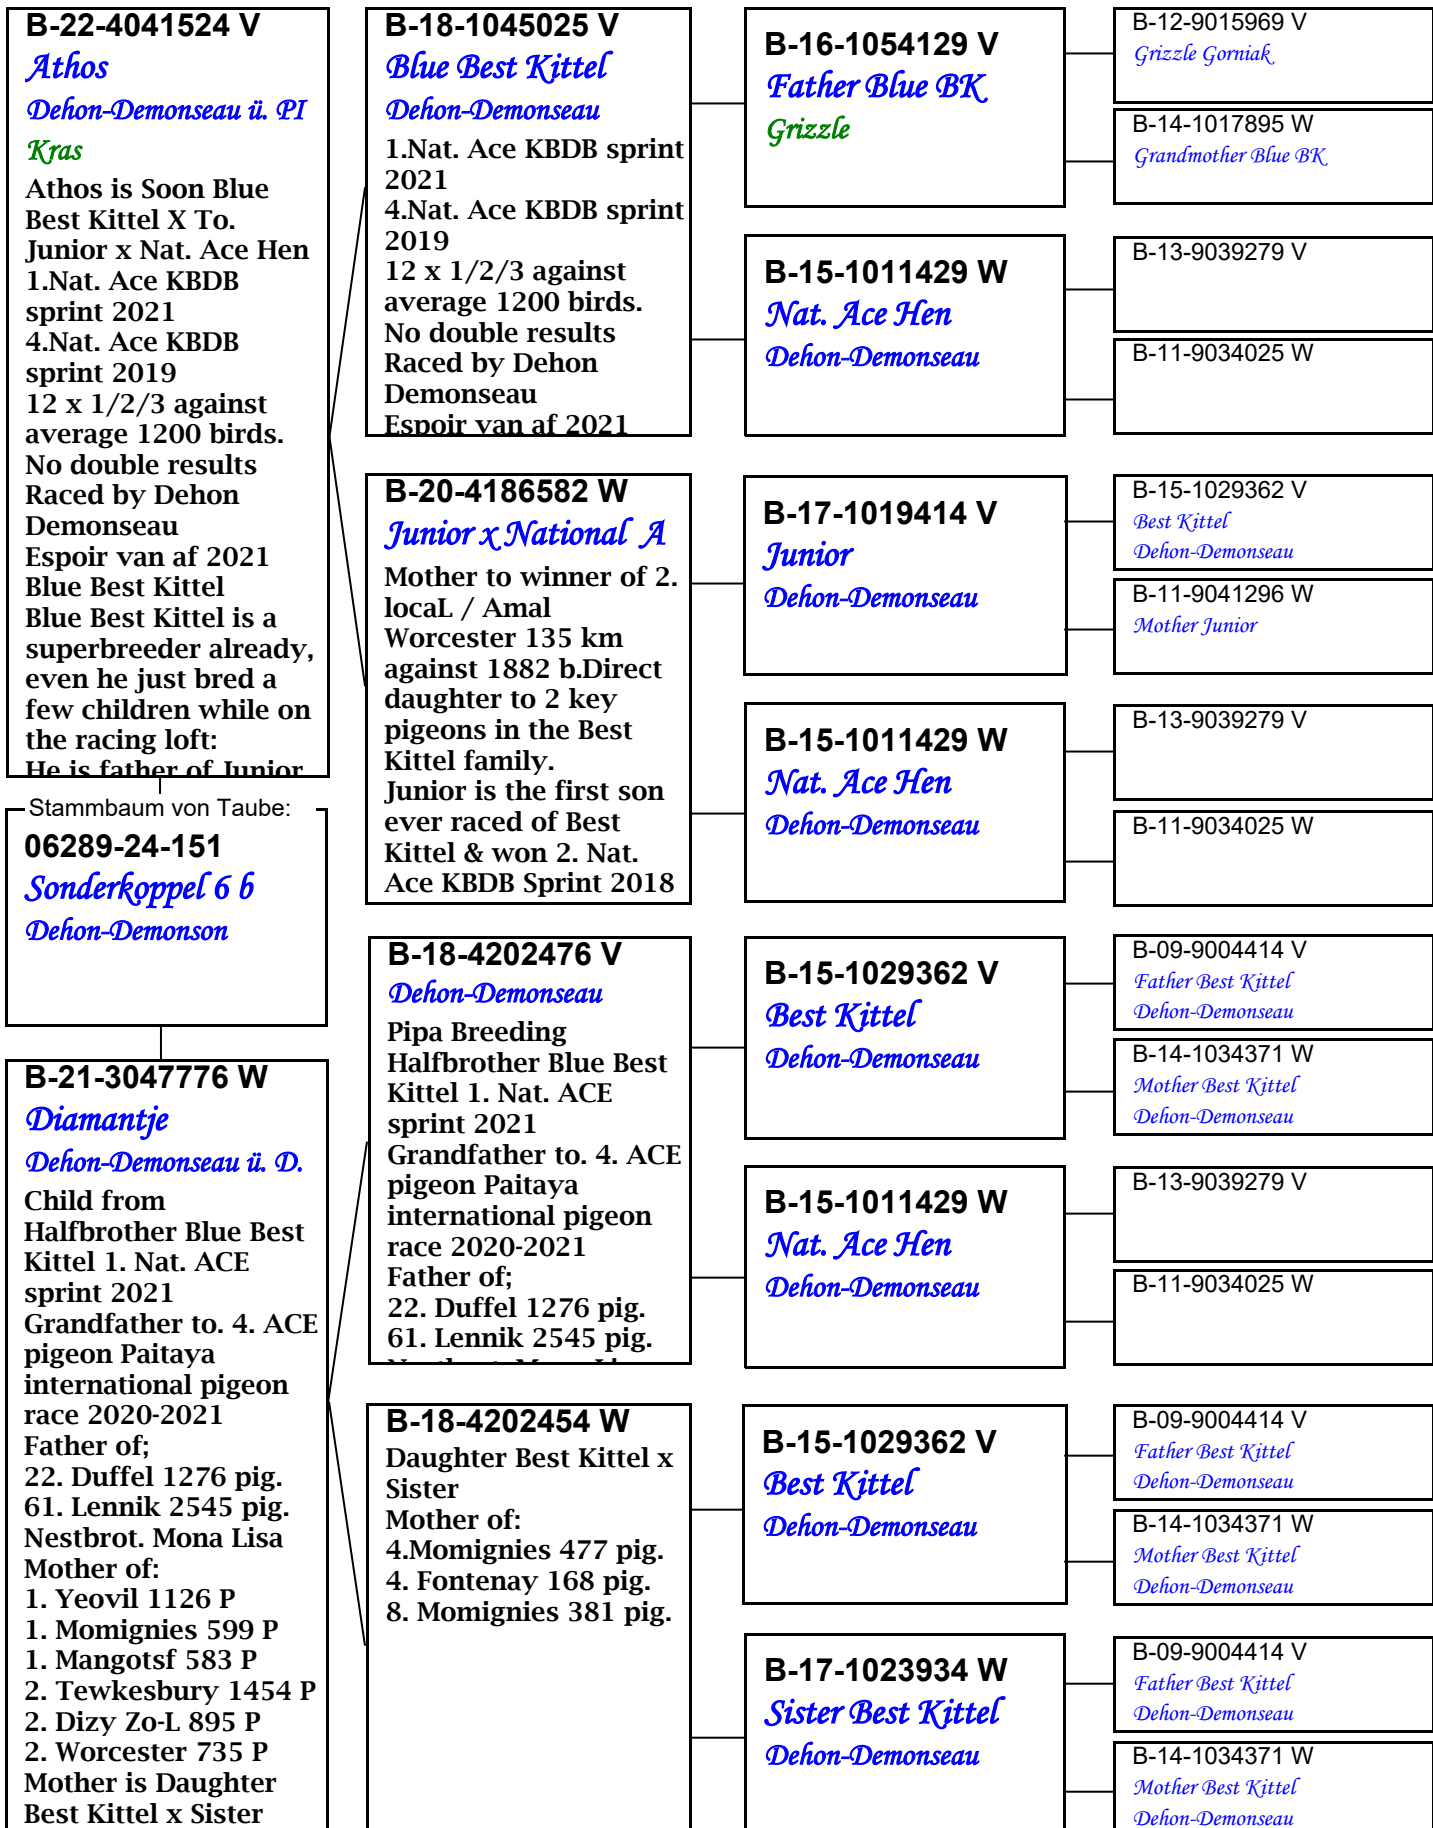 B-22-4041524 V
Athos
Dehon-Demonseau ü. PI
Kras
Athos is Soon Blue
Best Kittel X To.
Junior x Nat. Ace Hen
1.Nat. Ace KBDB
sprint 2021
4.Nat. Ace KBDB
sprint 2019
12 x 1/2/3 against
average 1200 birds.
No double results
Raced by Dehon
Demonseau
Espoir van af 2021
Blue Best Kittel
Blue Best Kittel is a
superbreeder already,
even he just bred a
few children while on
the racing loft:
He is father of Junior
Stammbaum von Taube:
06289-24-151
Sonderkoppel 6 b
Dehon-Demonson
B-21-3047776 W
Diamantje
Dehon-Demonseau ü. D.
Child from
Halfbrother Blue Best
Kittel 1. Nat. ACE
sprint 2021
Grandfather to. 4. ACE
pigeon Paitaya
international pigeon
race 2020-2021
Father of;
22. Duffel 1276 pig.
61. Lennik 2545 pig.
Nestbrot. Mona Lisa
Mother of:
1. Yeovil 1126 P
1. Momignies 599 P
1. Mangotsf 583 P
2. Tewkesbury 1454 P
2. Dizy Zo-L 895 P
2. Worcester 735 P
Mother is Daughter
Best Kittel x Sister
B-18-1045025 V
Blue Best Kittel
Dehon-Demonseau
1.Nat. Ace KBDB sprint
2021
4.Nat. Ace KBDB sprint
2019
12 x 1/2/3 against
average 1200 birds.
No double results
Raced by Dehon
Demonseau
Espoir van af 2021
B-20-4186582 W
Junior x National A
Mother to winner of 2.
locaL / Amal
Worcester 135 km
against 1882 b.Direct
daughter to 2 key
pigeons in the Best
Kittel family.
Junior is the first son
ever raced of Best
Kittel & won 2. Nat.
Ace KBDB Sprint 2018
B-18-4202476 V
Dehon-Demonseau
Pipa Breeding
Halfbrother Blue Best
Kittel 1. Nat. ACE
sprint 2021
Grandfather to. 4. ACE
pigeon Paitaya
international pigeon
race 2020-2021
Father of;
22. Duffel 1276 pig.
61. Lennik 2545 pig.
B-18-4202454 W
Daughter Best Kittel x
Sister
Mother of:
4.Momignies 477 pig.
4. Fontenay 168 pig.
8. Momignies 381 pig.
B-16-1054129 V
Father Blue BK
Grizzle
B-15-1011429 W
Nat. Ace Hen
Dehon-Demonseau
B-17-1019414 V
Junior
Dehon-Demonseau
B-15-1011429 W
Nat. Ace Hen
Dehon-Demonseau
B-15-1029362 V
Best Kittel
Dehon-Demonseau
B-15-1011429 W
Nat. Ace Hen
Dehon-Demonseau
B-15-1029362 V
Best Kittel
Dehon-Demonseau
B-17-1023934 W
Sister Best Kittel
Dehon-Demonseau
B-12-9015969 V
Grizzle Gorniak
B-14-1017895 W
Grandmother Blue BK
B-13-9039279 V
B-11-9034025 W
B-15-1029362 V
Best Kittel
Dehon-Demonseau
B-11-9041296 W
Mother Junior
B-13-9039279 V
B-11-9034025 W
B-09-9004414 V
Father Best Kittel
Dehon-Demonseau
B-14-1034371 W
Mother Best Kittel
Dehon-Demonseau
B-13-9039279 V
B-11-9034025 W
B-09-9004414 V
Father Best Kittel
Dehon-Demonseau
B-14-1034371 W
Mother Best Kittel
Dehon-Demonseau
B-09-9004414 V
Father Best Kittel
Dehon-Demonseau
B-14-1034371 W
Mother Best Kittel
Dehon-Demonseau